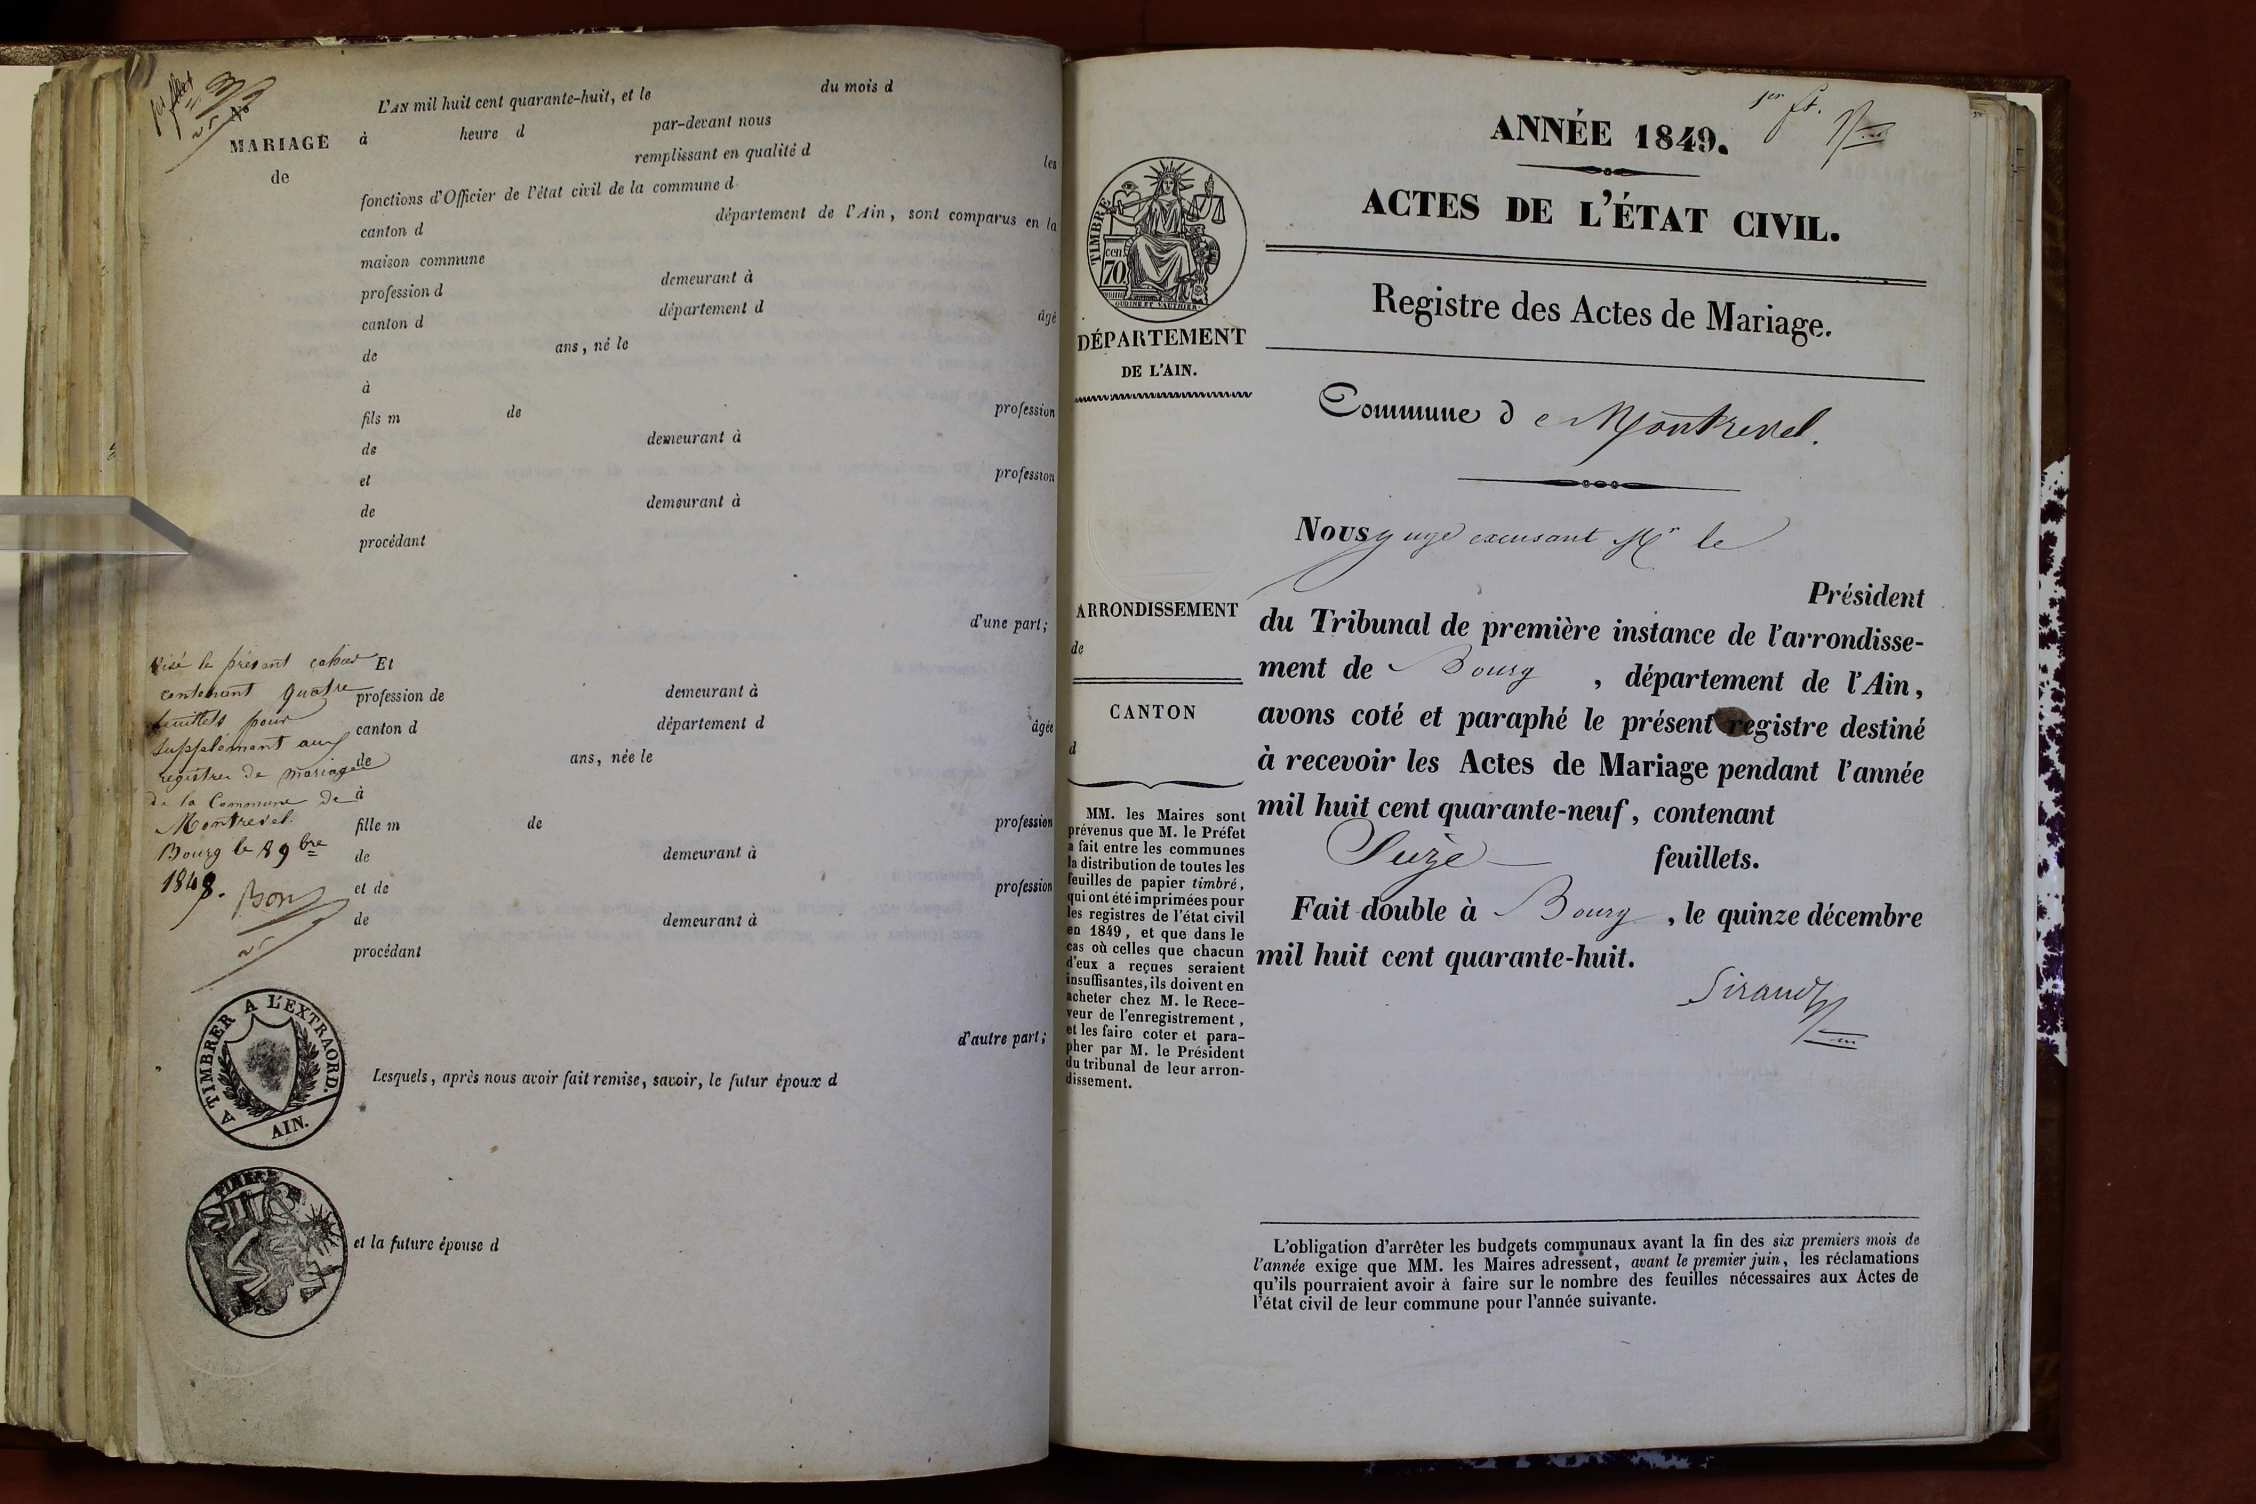 MARIAGE
de
L'AN mil huit cent quarante-huit, et le du mois d
à heure d par-devant nous
remplissant en qualité d les
fonctions d'Officier de l'état civil de la commune d
canton d département de l'Ain, sont comparus en la
maison commune
profession d demeurant à
canton d département d âgé
de ans, né le
à
fils m de profession
de demeurant à
et profession
de demeurant à
procédant
d'une part;
Et
profession de demeurant à
canton d département d âgée
de ans, née le
à
fille m de profession
de demeurant à
et de profession
de demeurant à
procédant
d'autre part;
Lesquels, après nous avoir fait remise, savoir, le futur époux d
et la future épouse d
Visé le présent cahier
contenant quatre
feuillets pour
supplément aux
registres de mariage
de la Commune de
Montrevel.
Bourg le 8 9bre
1848.
Bon
A TIMBRER A L'EXTRAORD.
AIN.
1er ft.
ANNÉE 1849.
ACTES DE L'ÉTAT CIVIL.
Registre des Actes de Mariage.
TIMBRE
cen
70
DÉPARTEMENT
DE L'AIN.
Commune d e Montrevel.
Nous juge excusant Mr le
Président
du Tribunal de première instance de l'arrondisse-
ment de Bourg, département de l'Ain,
avons coté et paraphé le présent registre destiné
à recevoir les Actes de Mariage pendant l'année
mil huit cent quarante-neuf, contenant
Seize feuillets.
Fait double à Bourg, le quinze décembre
mil huit cent quarante-huit.
Sirand
ARRONDISSEMENT
de
CANTON
d
MM. les Maires sont
prévenus que M. le Préfet
a fait entre les communes
la distribution de toutes les
feuilles de papier timbré,
qui ont été imprimées pour
les registres de l'état civil
en 1849, et que dans le
cas où celles que chacun
d'eux a reçues seraient
insuffisantes, ils doivent en
acheter chez M. le Rece-
veur de l'enregistrement,
et les faire coter et para-
pher par M. le Président
du tribunal de leur arron-
dissement.
L'obligation d'arrêter les budgets communaux avant la fin des six premiers mois de
l'année exige que MM. les Maires adressent, avant le premier juin, les réclamations
qu'ils pourraient avoir à faire sur le nombre des feuilles nécessaires aux Actes de
l'état civil de leur commune pour l'année suivante.